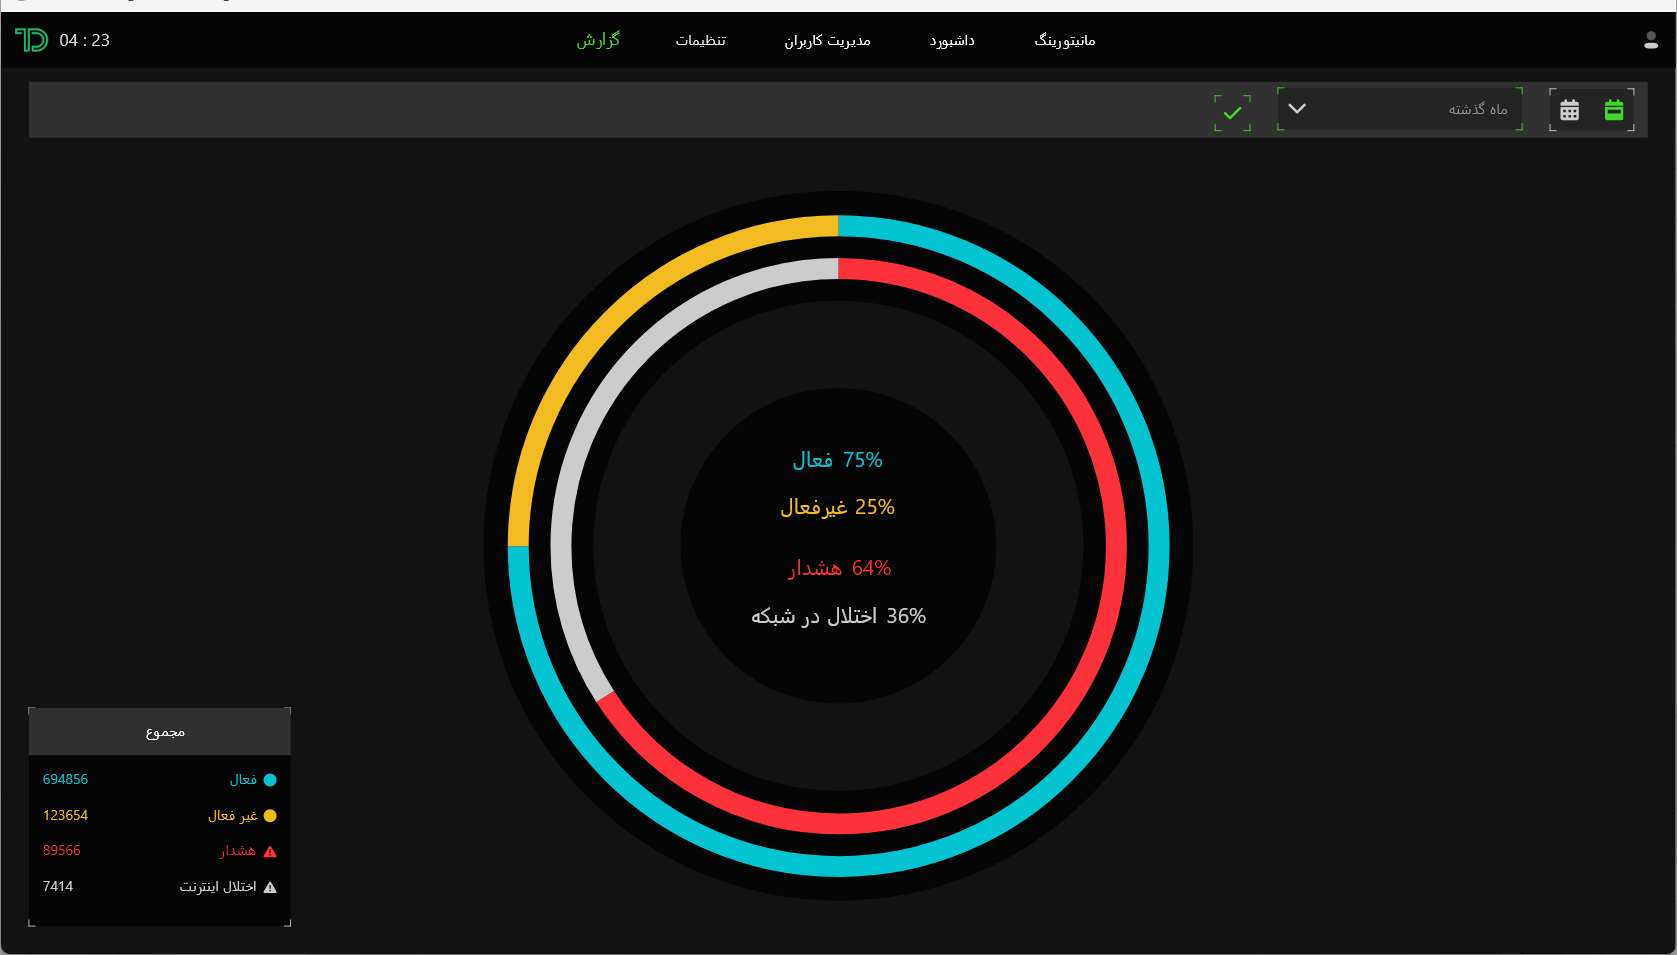 04 : 23
مانیتورینگ
داشبورد
مدیریت کاربران
تنظیمات
گزارش
ماه گذشته
75% فعال
25% غیرفعال
64% هشدار
36% اختلال در شبکه
مجموع
فعال 694856
غیر فعال 123654
هشدار 89566
اختلال اینترنت 7414